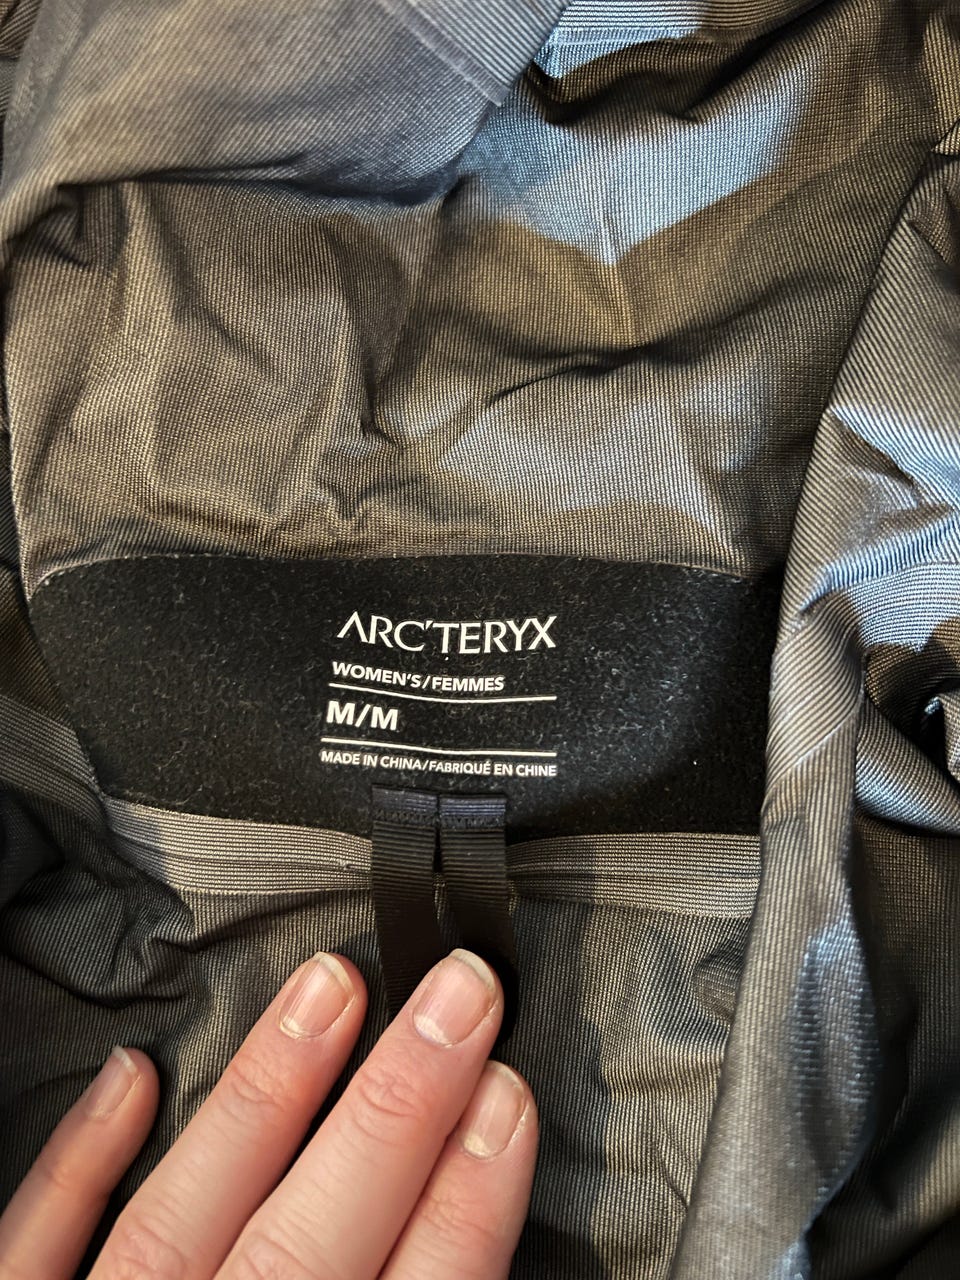 ARC'TERYX
WOMEN'S/FEMMES
M/M
MADE IN CHINA/FABRIQUÉ EN CHINE